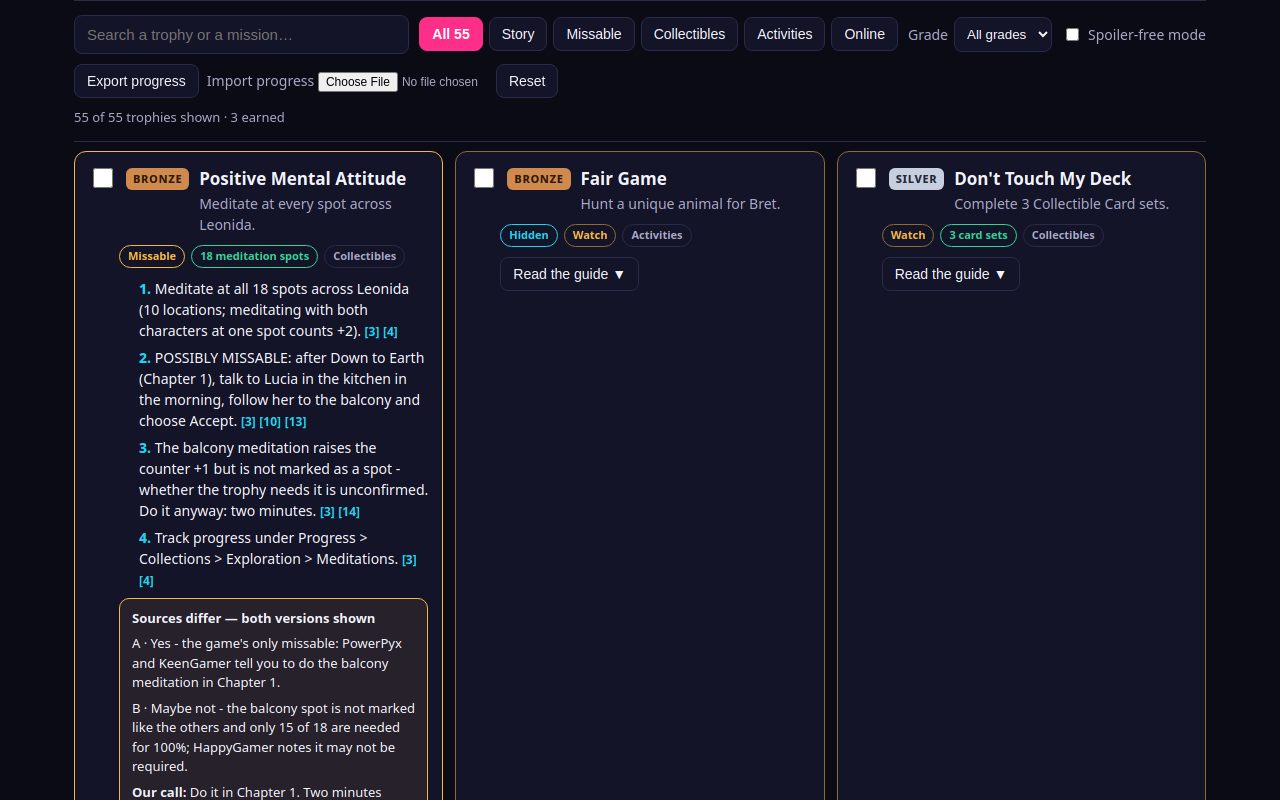 Search a trophy or a mission…
All 55
Story
Missable
Collectibles
Activities
Online
Grade
All grades
Spoiler-free mode
Export progress
Import progress
Choose File
No file chosen
Reset
55 of 55 trophies shown · 3 earned
BRONZE
Positive Mental Attitude
Meditate at every spot across
Leonida.
Missable
18 meditation spots
Collectibles
1. Meditate at all 18 spots across Leonida
(10 locations; meditating with both
characters at one spot counts +2). [3] [4]
2. POSSIBLY MISSABLE: after Down to Earth
(Chapter 1), talk to Lucia in the kitchen in
the morning, follow her to the balcony and
choose Accept. [3] [10] [13]
3. The balcony meditation raises the
counter +1 but is not marked as a spot -
whether the trophy needs it is unconfirmed.
Do it anyway: two minutes. [3] [14]
4. Track progress under Progress >
Collections > Exploration > Meditations. [3]
[4]
Sources differ — both versions shown
A · Yes - the game's only missable: PowerPyx
and KeenGamer tell you to do the balcony
meditation in Chapter 1.
B · Maybe not - the balcony spot is not marked
like the others and only 15 of 18 are needed
for 100%; HappyGamer notes it may not be
required.
Our call: Do it in Chapter 1. Two minutes
BRONZE
Fair Game
Hunt a unique animal for Bret.
Hidden
Watch
Activities
Read the guide ▼
SILVER
Don't Touch My Deck
Complete 3 Collectible Card sets.
Watch
3 card sets
Collectibles
Read the guide ▼